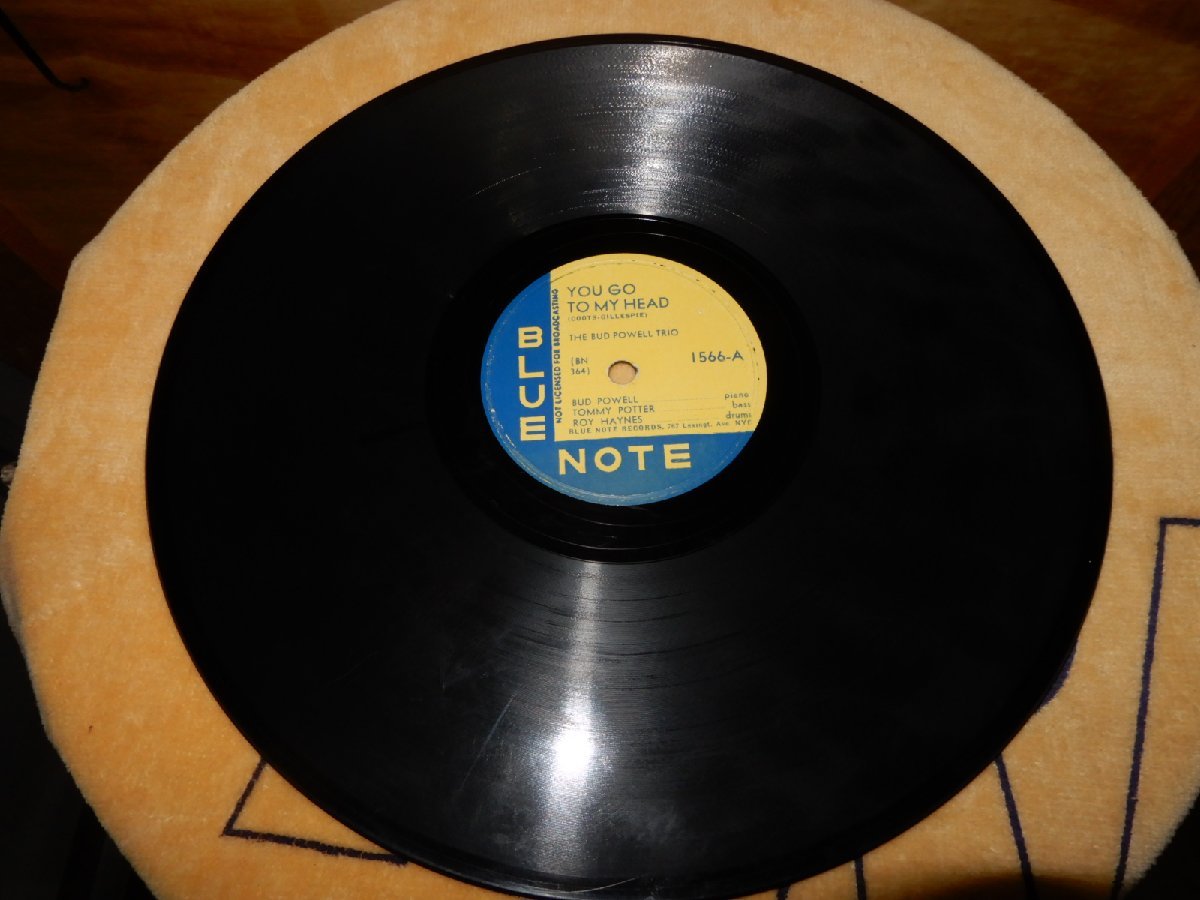 YOU GO
TO MY HEAD
(COOTS-GILLESPIE)
THE BUD POWELL TRIO
(BN
364)
1566-A
BUD POWELL piano
TOMMY POTTER bass
ROY HAYNES drums
BLUE NOTE RECORDS, 767 Lexingt. Ave. NYC
NOT LICENSED FOR BROADCASTING
BLUE
NOTE